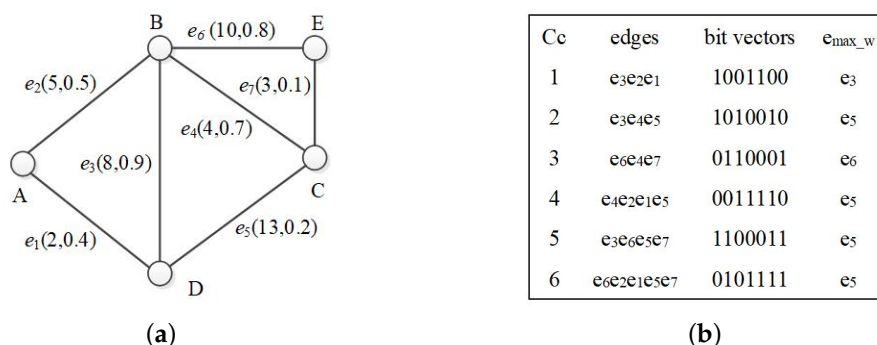 B
e6(10,0.8)
E
e2(5,0.5)
e7(3,0.1)
e4(4,0.7)
e3(8,0.9)
A
C
e1(2,0.4)
e5(13,0.2)
D
(a)
Cc edges bit vectors emax_w
1 e3e2e1 1001100 e3
2 e3e4e5 1010010 e5
3 e6e4e7 0110001 e6
4 e4e2e1e5 0011110 e5
5 e3e6e5e7 1100011 e5
6 e6e2e1e5e7 0101111 e5
(b)